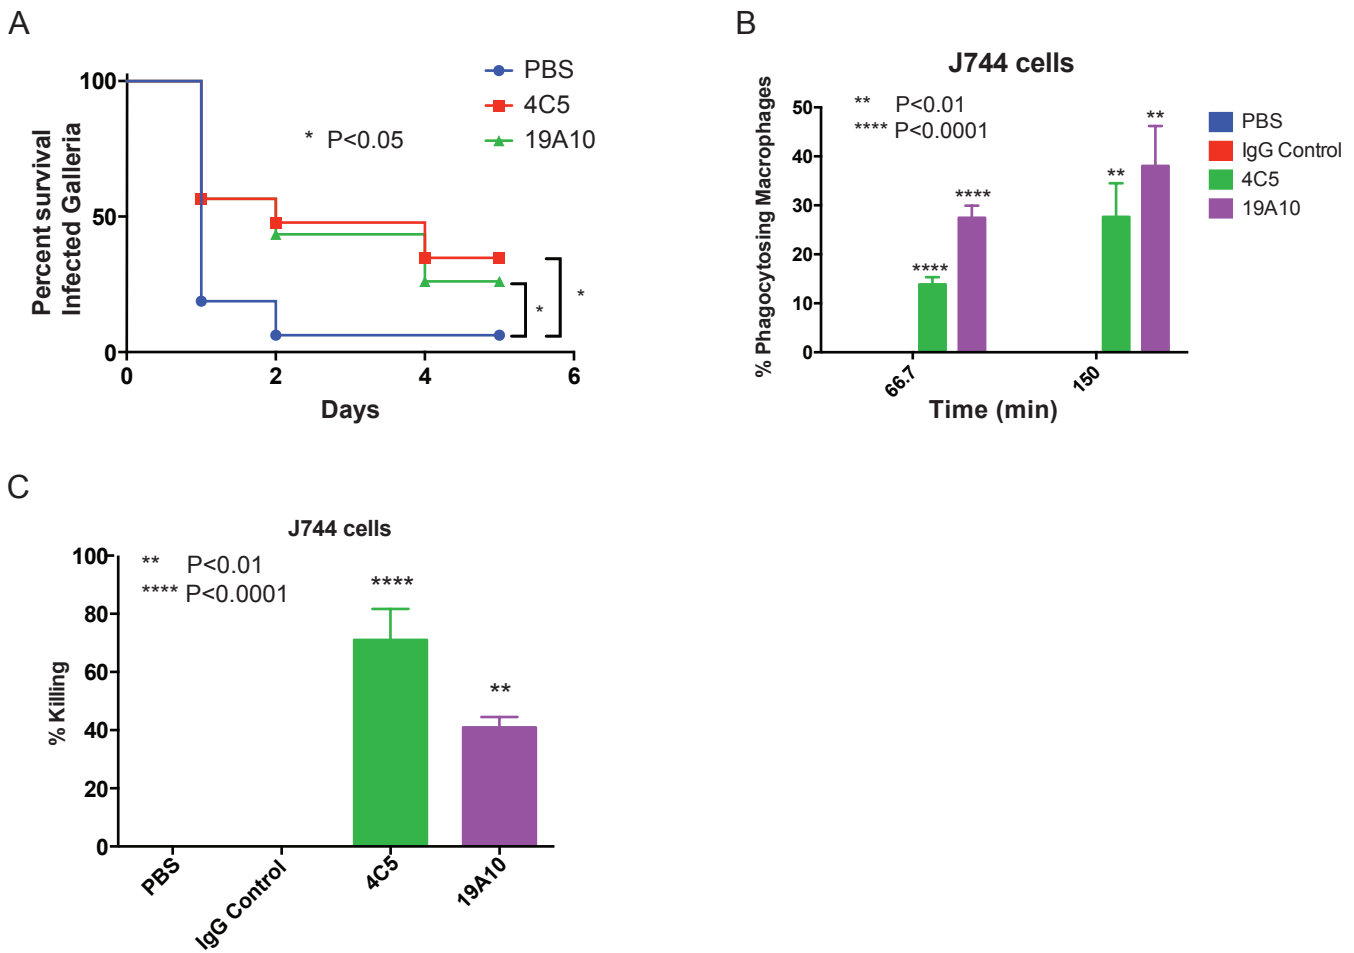 A
PBS
4C5
19A10
* P<0.05
100
50
0
Percent survival
Infected Galleria
0 2 4 6
Days
*
*
B
J744 cells
** P<0.01
**** P<0.0001
PBS
IgG Control
4C5
19A10
% Phagocytosing Macrophages
50
40
30
20
10
0
****
****
**
**
66.7 150
Time (min)
C
J744 cells
** P<0.01
**** P<0.0001
% Killing
100
80
60
40
20
0
****
**
PBS
IgG Control
4C5
19A10